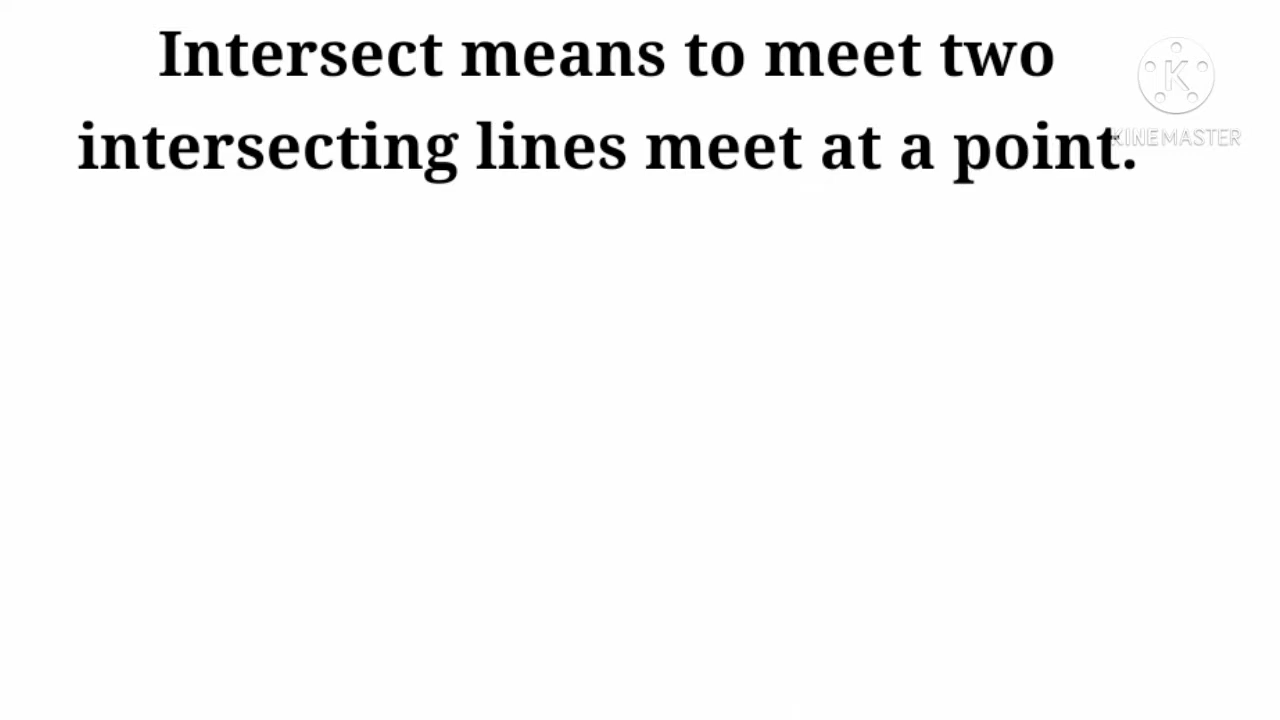 Intersect means to meet two
intersecting lines meet at a point.
K
KINEMASTER